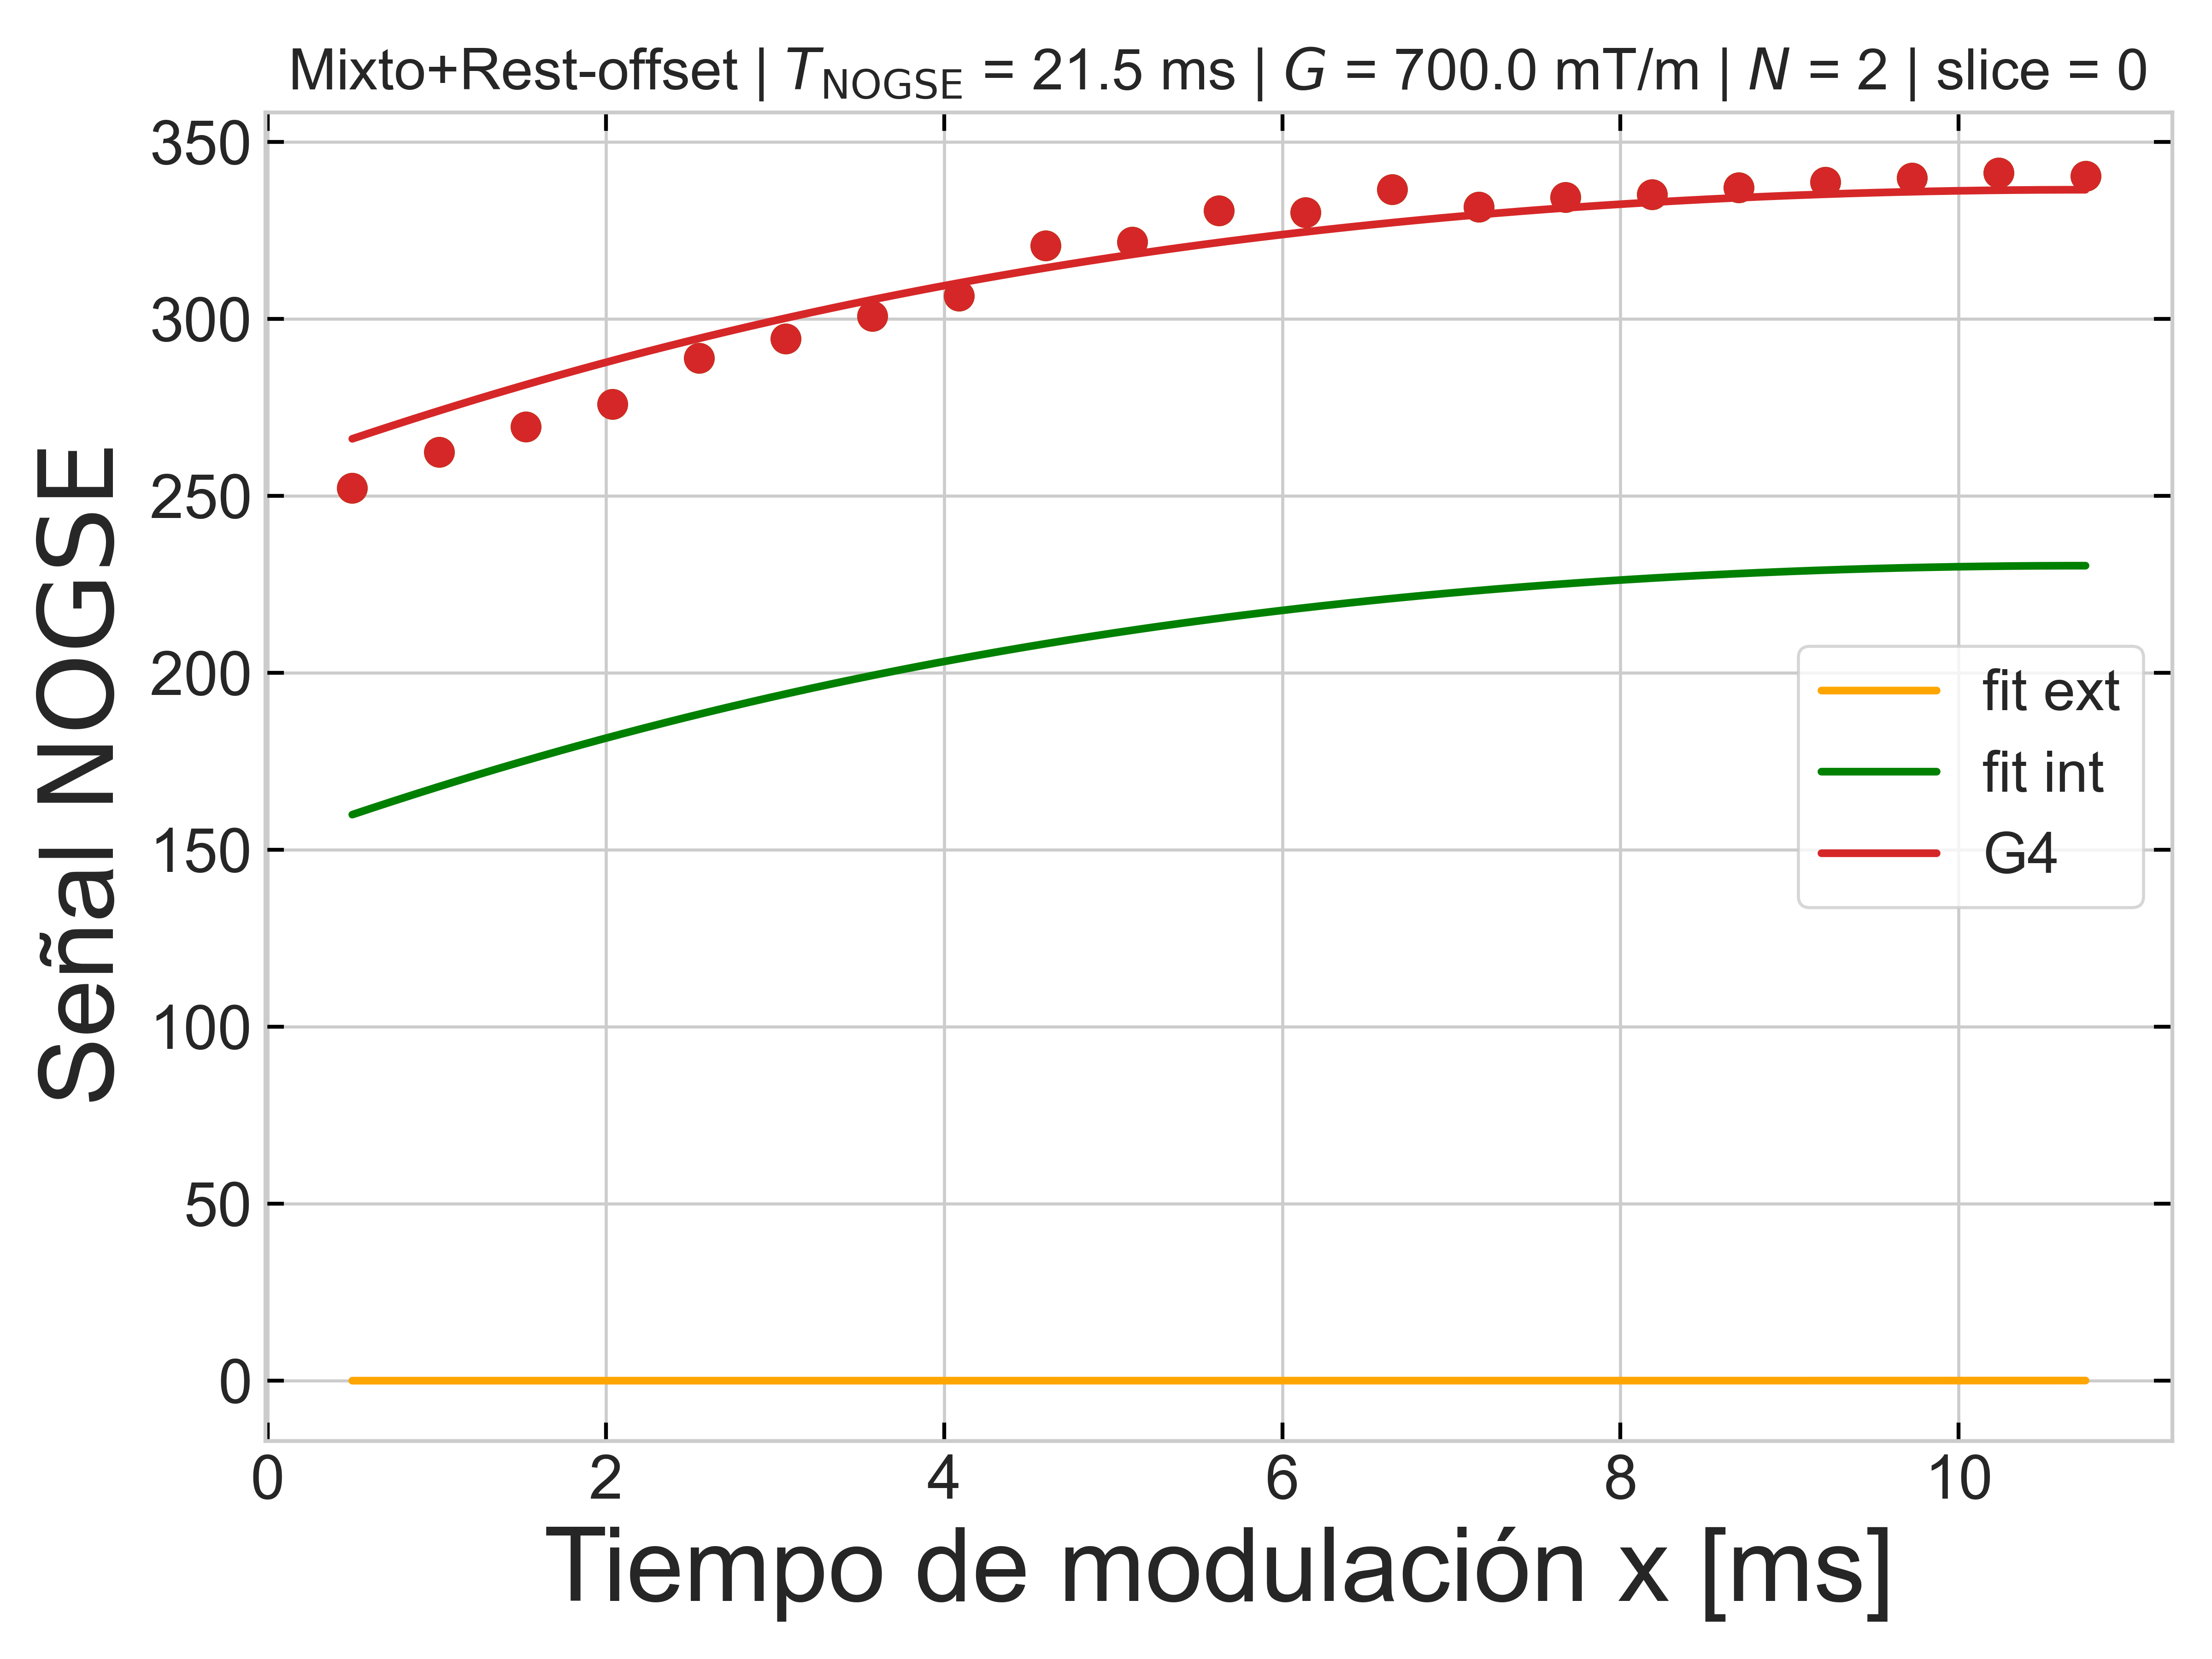 Mixto+Rest-offset | T_NOGSE = 21.5 ms | G = 700.0 mT/m | N = 2 | slice = 0
350
300
250
200
150
100
50
0
Señal NOGSE
fit ext
fit int
G4
0 2 4 6 8 10
Tiempo de modulación x [ms]